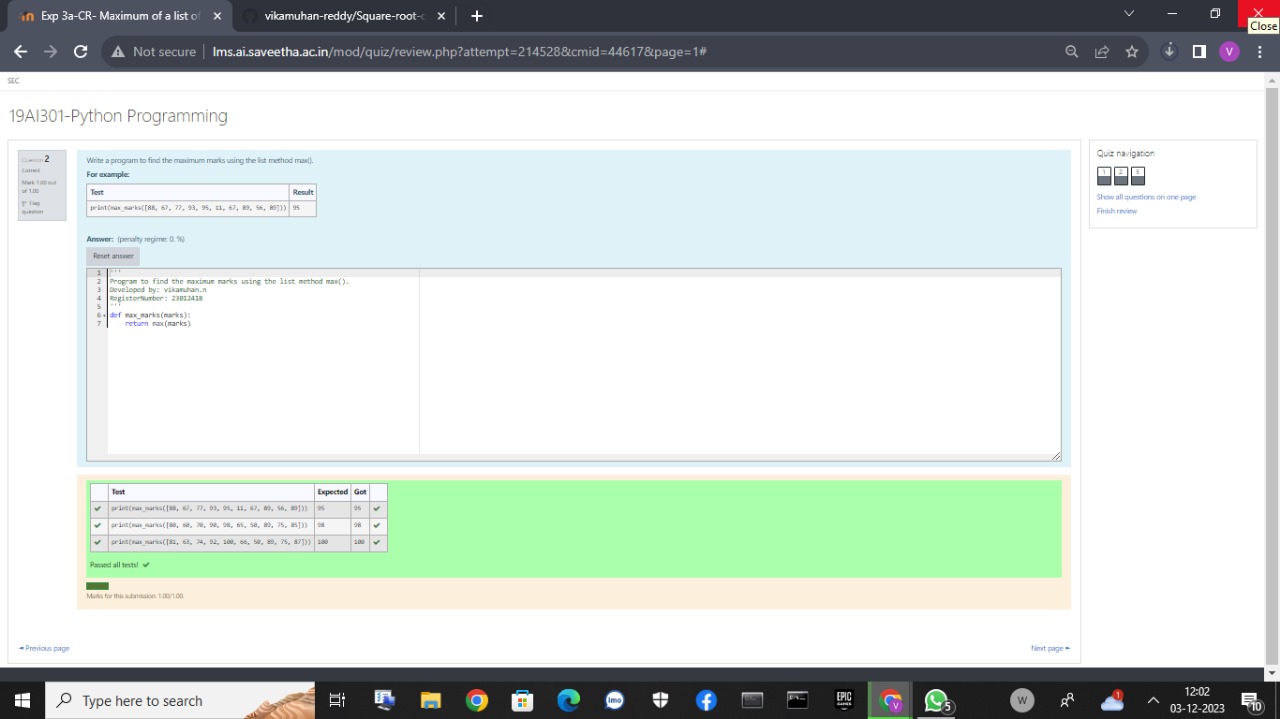 Exp 3a-CR- Maximum of a list of
vikamuhan-reddy/Square-root-c
Close
Not secure
lms.ai.saveetha.ac.in/mod/quiz/review.php?attempt=2145288&cmid=446178&page=1#
V
SEC
19AI301-Python Programming
Question 2
Correct
Mark 1.00 out
of 1.00
Flag
question
Write a program to find the maximum marks using the list method max().
For example:
Test Result
print(max_marks([88, 67, 77, 93, 95, 11, 67, 89, 56, 89])) 95
Answer: (penalty regime: 0. %)
Reset answer
1 '''
2 Program to find the maximum marks using the list method max().
3 Developed by: vikamuhan.n
4 RegisterNumber: 23012418
5 '''
6 def max_marks(marks):
7 return max(marks)
Test Expected Got
print(max_marks([88, 67, 77, 93, 95, 11, 67, 89, 56, 89])) 95 95
print(max_marks([80, 60, 70, 90, 98, 65, 50, 89, 75, 85])) 98 98
print(max_marks([81, 63, 74, 92, 100, 66, 50, 89, 75, 87])) 100 100
Passed all tests!
Marks for this submission: 1.00/1.00.
Previous page
Next page
Quiz navigation
1 2 3
Show all questions on one page
Finish review
Type here to search
imo
EPIC
GAMES
V
5
W
1
12:02
03-12-2023
10